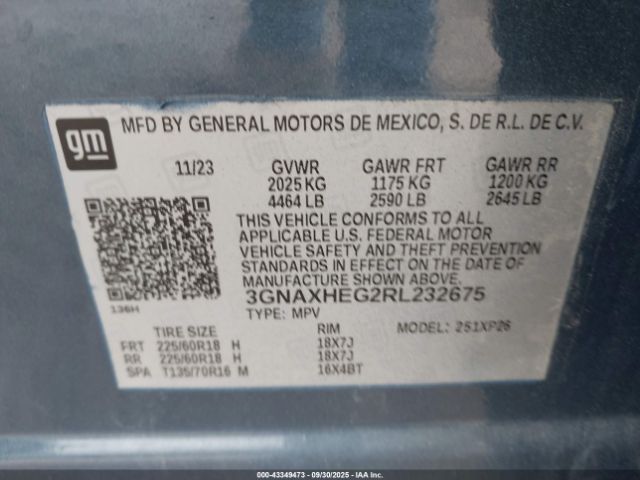 gm
MFD BY GENERAL MOTORS DE MEXICO, S. DE R.L. DE C.V.
11/23 GVWR GAWR FRT GAWR RR
2025 KG 1175 KG 1200 KG
4464 LB 2590 LB 2645 LB
THIS VEHICLE CONFORMS TO ALL
APPLICABLE U.S. FEDERAL MOTOR
VEHICLE SAFETY AND THEFT PREVENTION
STANDARDS IN EFFECT ON THE DATE OF
MANUFACTURE SHOWN ABOVE.
3GNAXHEG2RL232675
136H
TYPE: MPV MODEL: 251XP26
TIRE SIZE RIM
FRT 225/60R18 H 18X7J
RR 225/60R18 H 18X7J
SPA T135/70R16 M 16X4BT
000-43349473 - 09/30/2025 - IAA Inc.